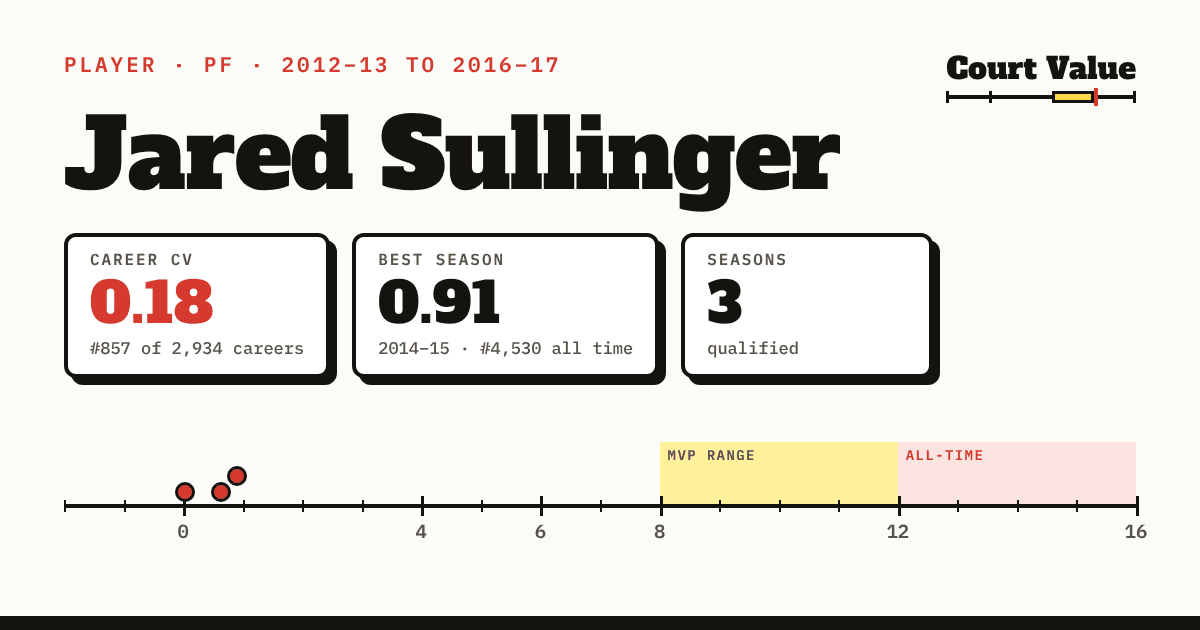 PLAYER · PF · 2012–13 TO 2016–17
Court Value
Jared Sullinger
CAREER CV
0.18
#857 of 2,934 careers
BEST SEASON
0.91
2014–15 · #4,530 all time
SEASONS
3
qualified
MVP RANGE
ALL-TIME
0 4 6 8 12 16